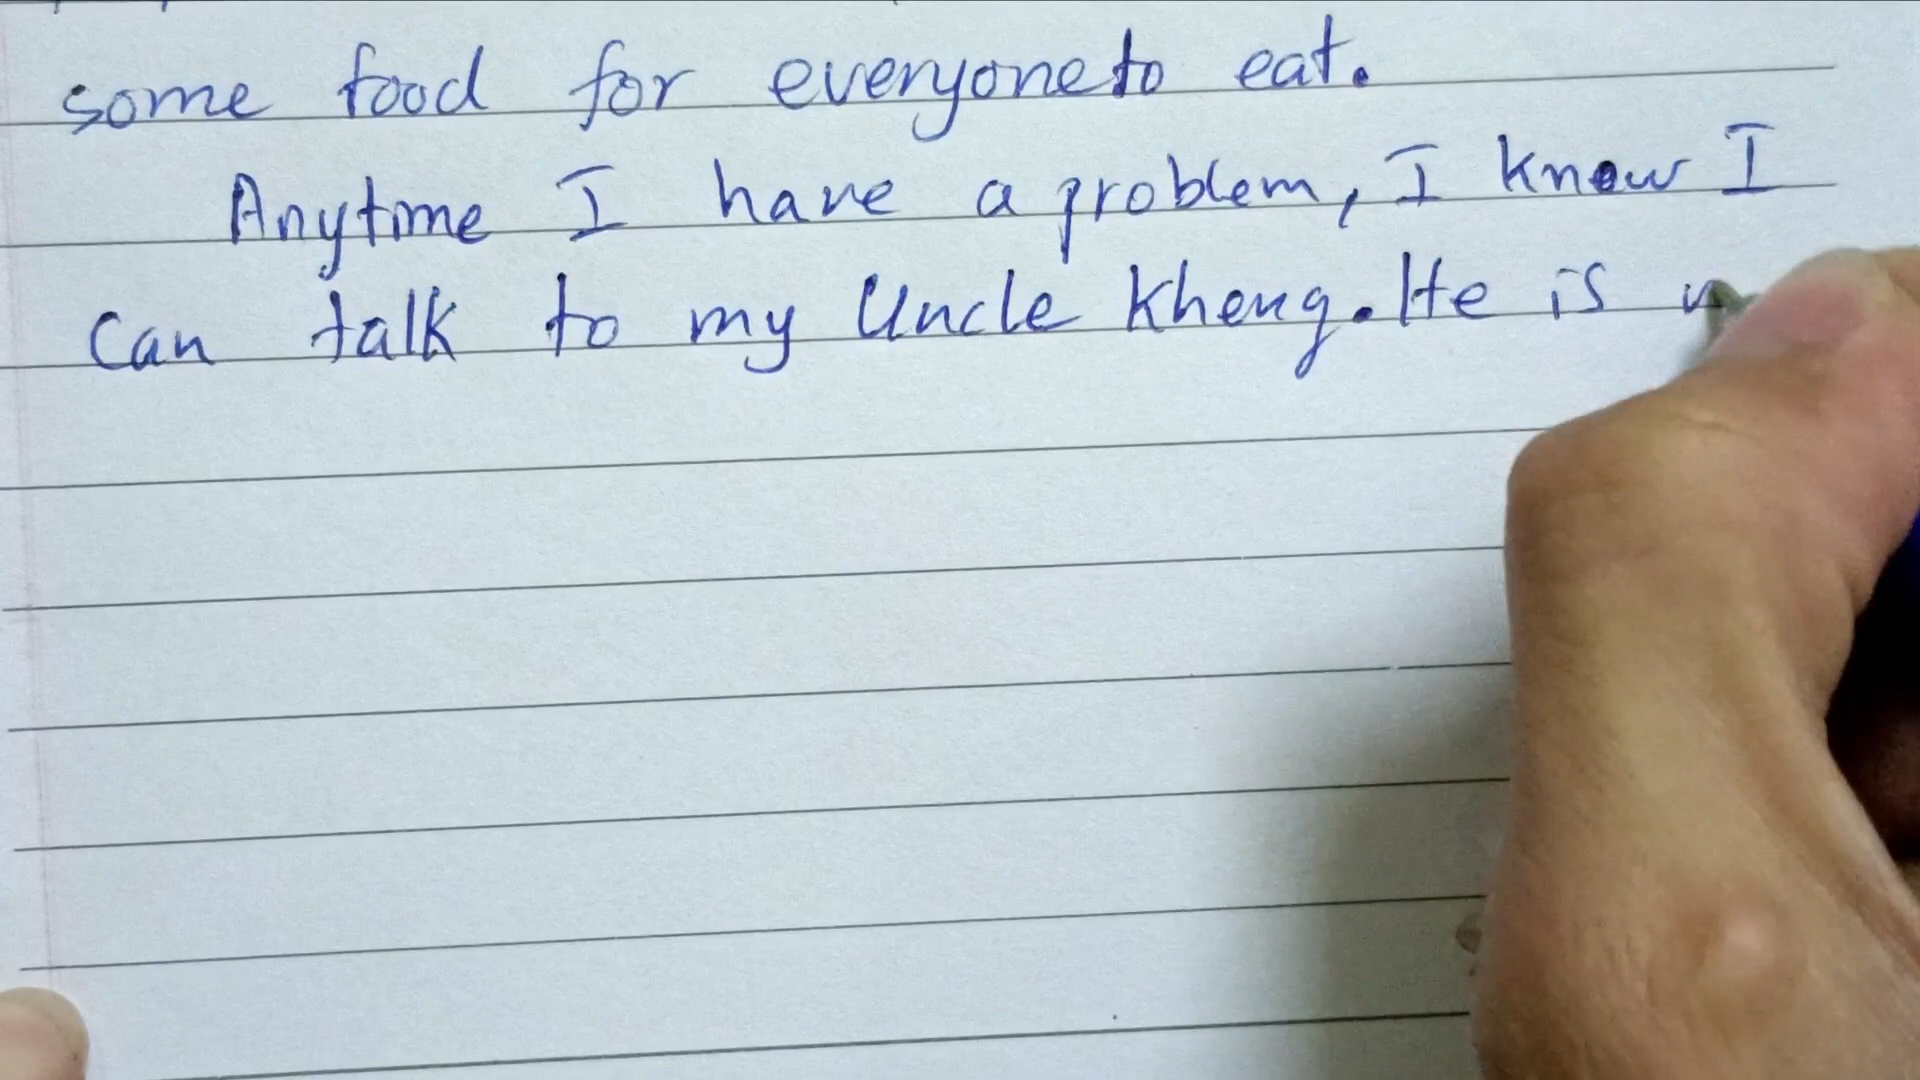 some food for everyone to eat.
Anytime I have a problem, I know I
can talk to my Uncle Kheng. He is